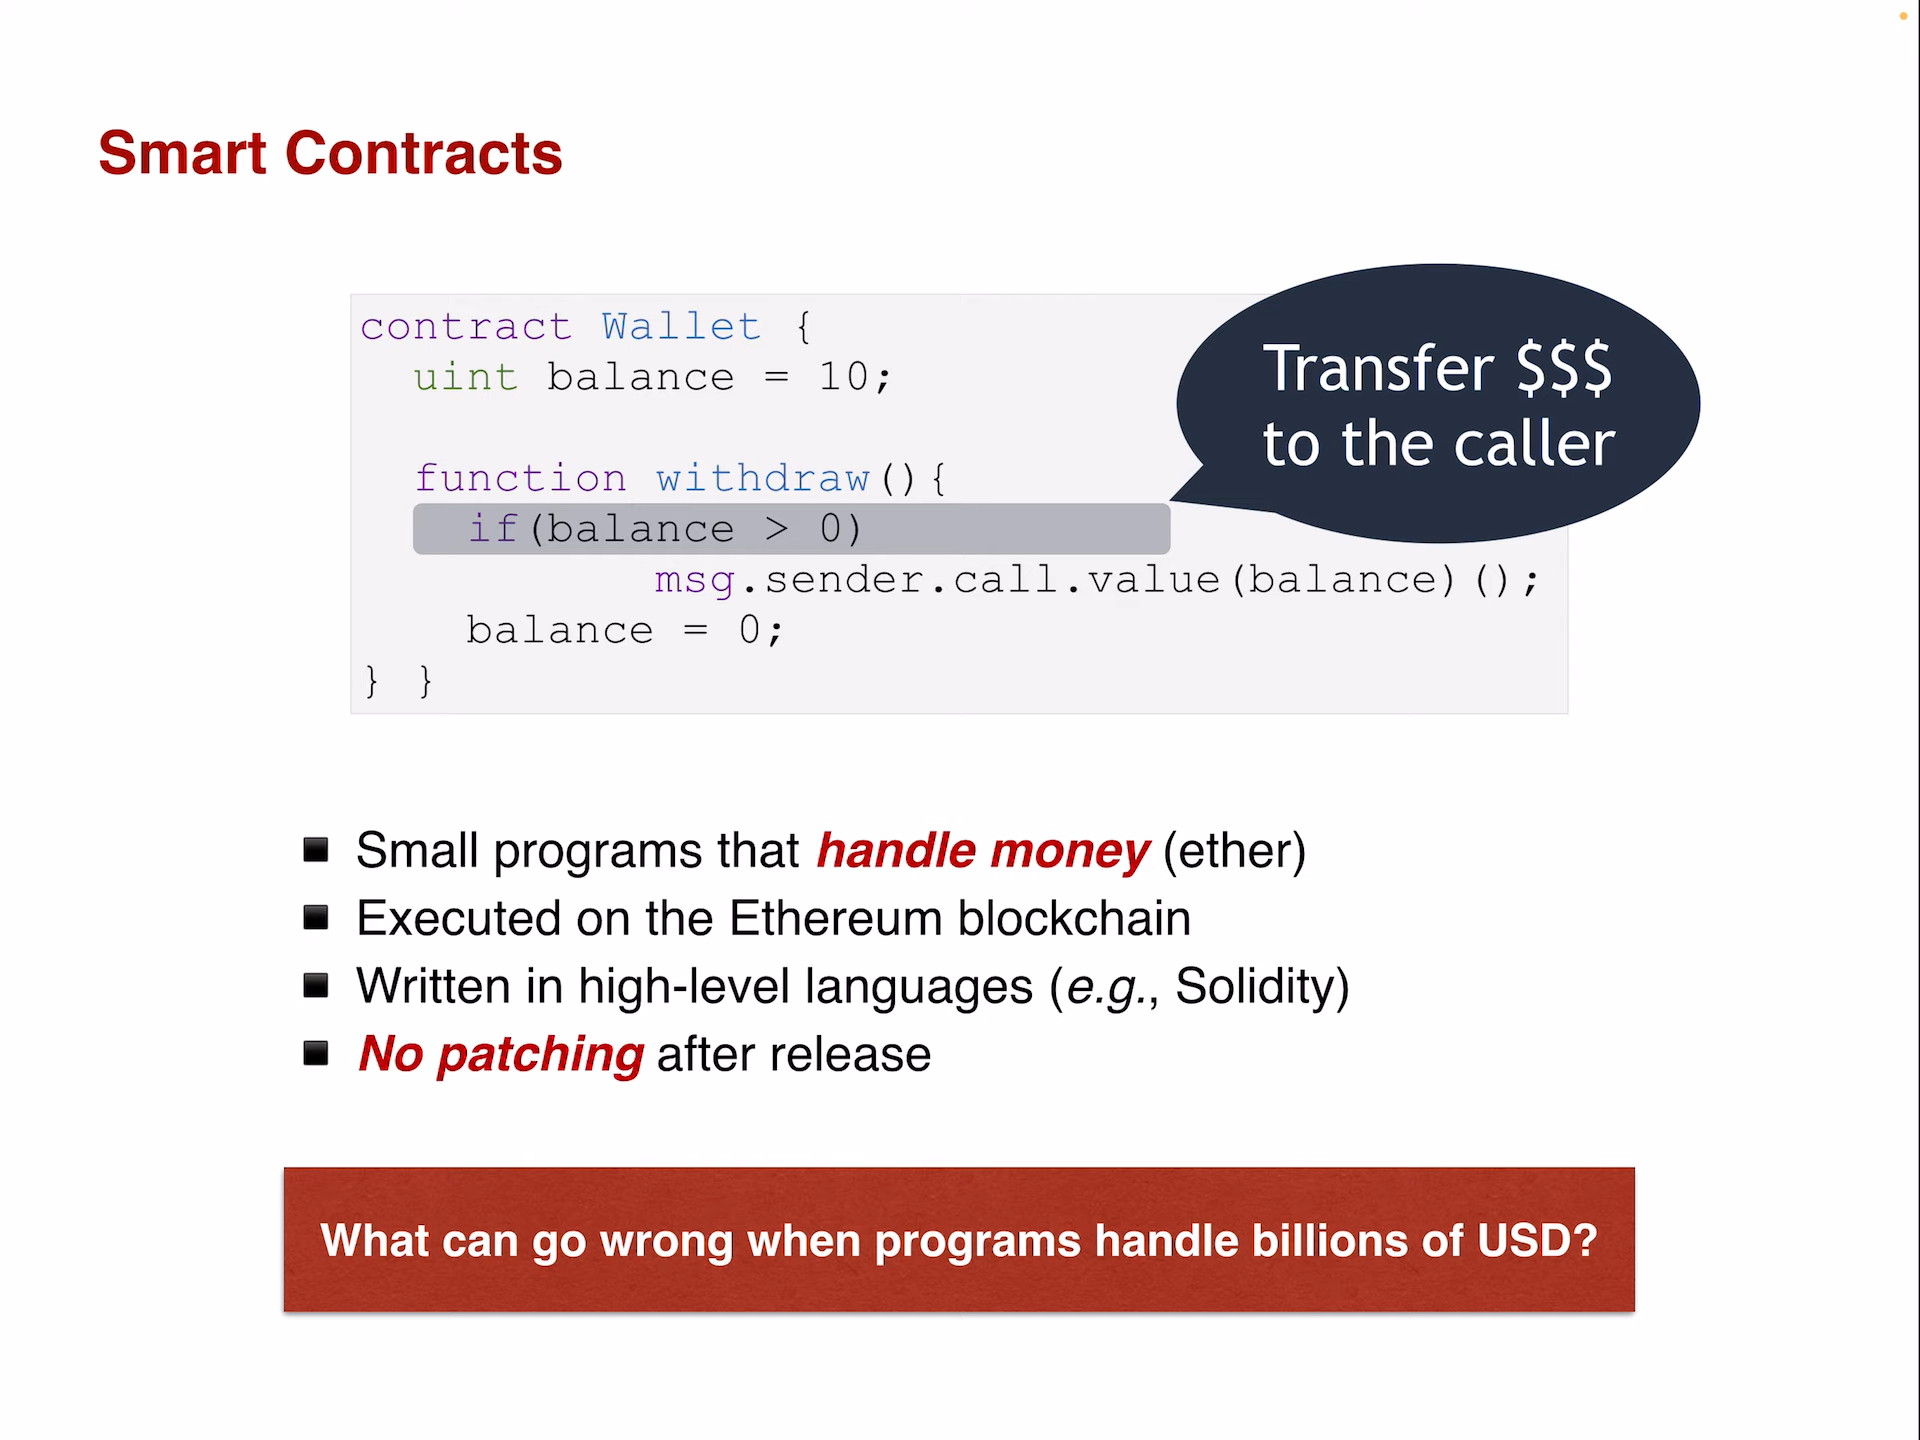 Smart Contracts
contract Wallet {
uint balance = 10;
function withdraw(){
if(balance > 0)
msg.sender.call.value(balance)();
balance = 0;
} }
Transfer $$$
to the caller
Small programs that handle money (ether)
Executed on the Ethereum blockchain
Written in high-level languages (e.g., Solidity)
No patching after release
What can go wrong when programs handle billions of USD?